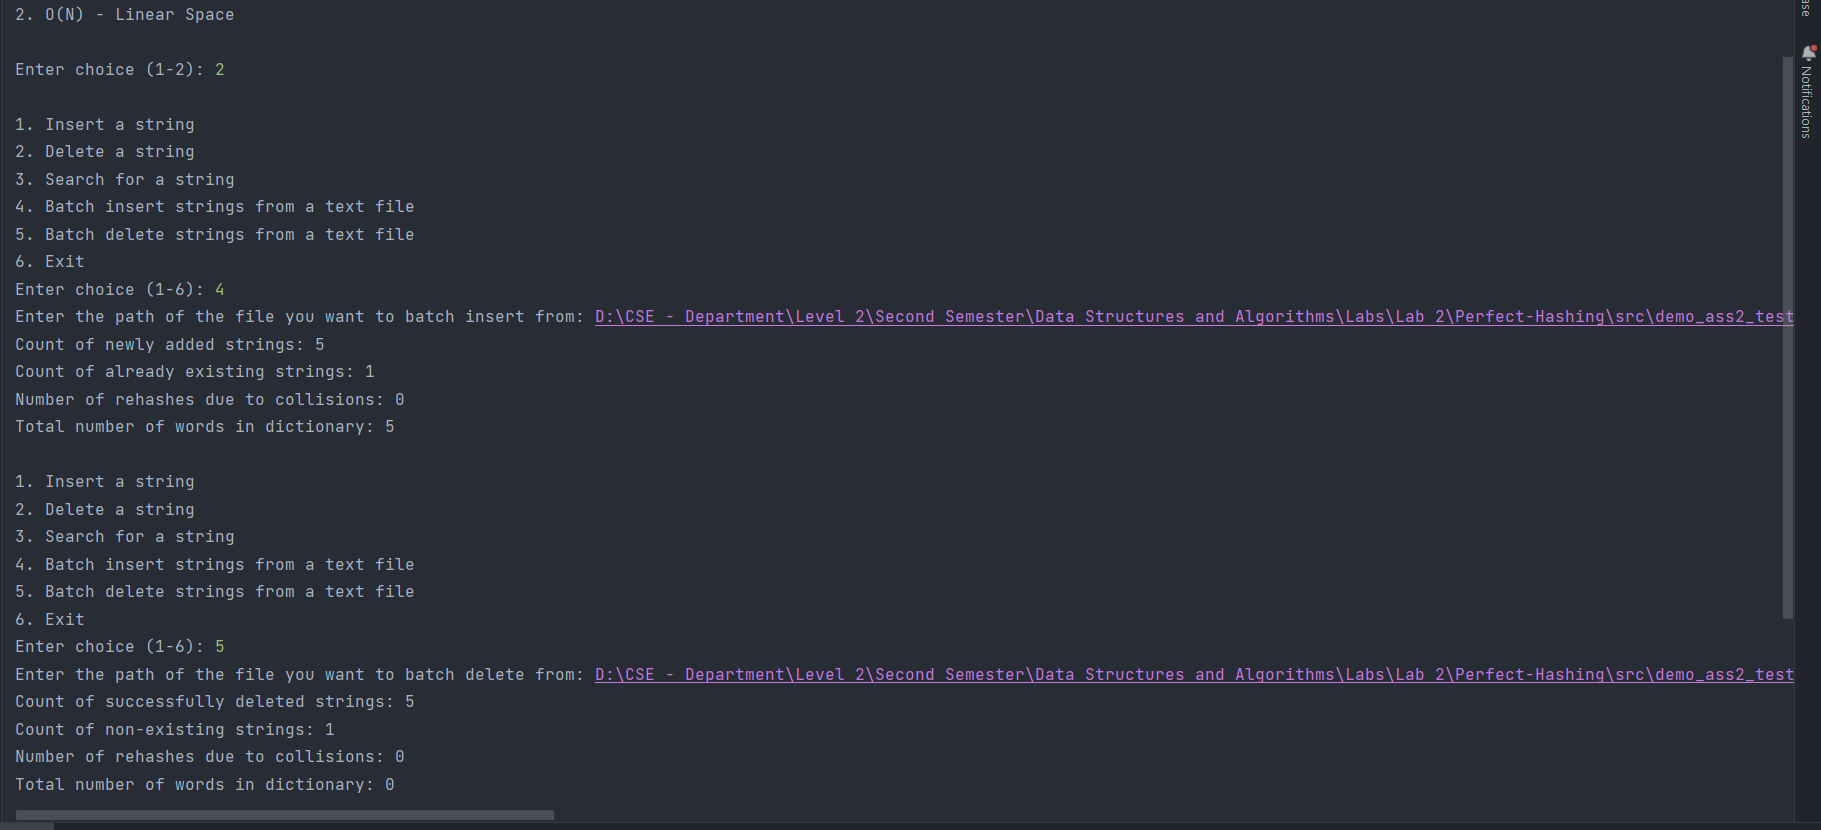 2. O(N) - Linear Space
Enter choice (1-2): 2
1. Insert a string
2. Delete a string
3. Search for a string
4. Batch insert strings from a text file
5. Batch delete strings from a text file
6. Exit
Enter choice (1-6): 4
Enter the path of the file you want to batch insert from: D:\CSE - Department\Level 2\Second Semester\Data Structures and Algorithms\Labs\Lab 2\Perfect-Hashing\src\demo_ass2_test
Count of newly added strings: 5
Count of already existing strings: 1
Number of rehashes due to collisions: 0
Total number of words in dictionary: 5
1. Insert a string
2. Delete a string
3. Search for a string
4. Batch insert strings from a text file
5. Batch delete strings from a text file
6. Exit
Enter choice (1-6): 5
Enter the path of the file you want to batch delete from: D:\CSE - Department\Level 2\Second Semester\Data Structures and Algorithms\Labs\Lab 2\Perfect-Hashing\src\demo_ass2_test
Count of successfully deleted strings: 5
Count of non-existing strings: 1
Number of rehashes due to collisions: 0
Total number of words in dictionary: 0
Notifications